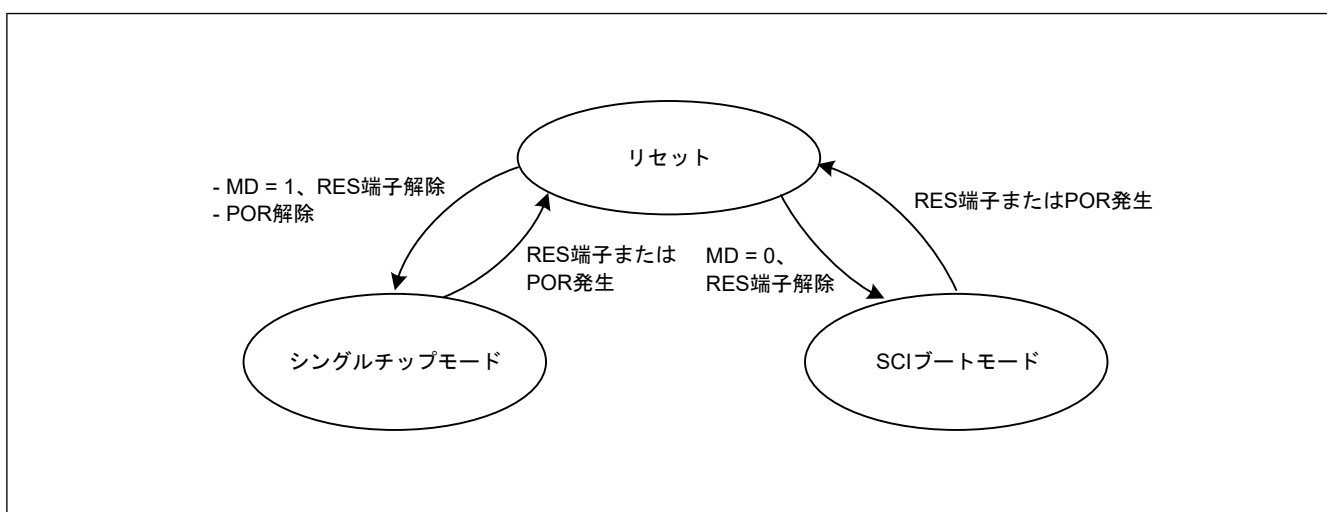 リセット
- MD = 1、RES端子解除
- POR解除
RES端子または
POR発生
MD = 0、
RES端子解除
RES端子またはPOR発生
シングルチップモード
SCIブートモード